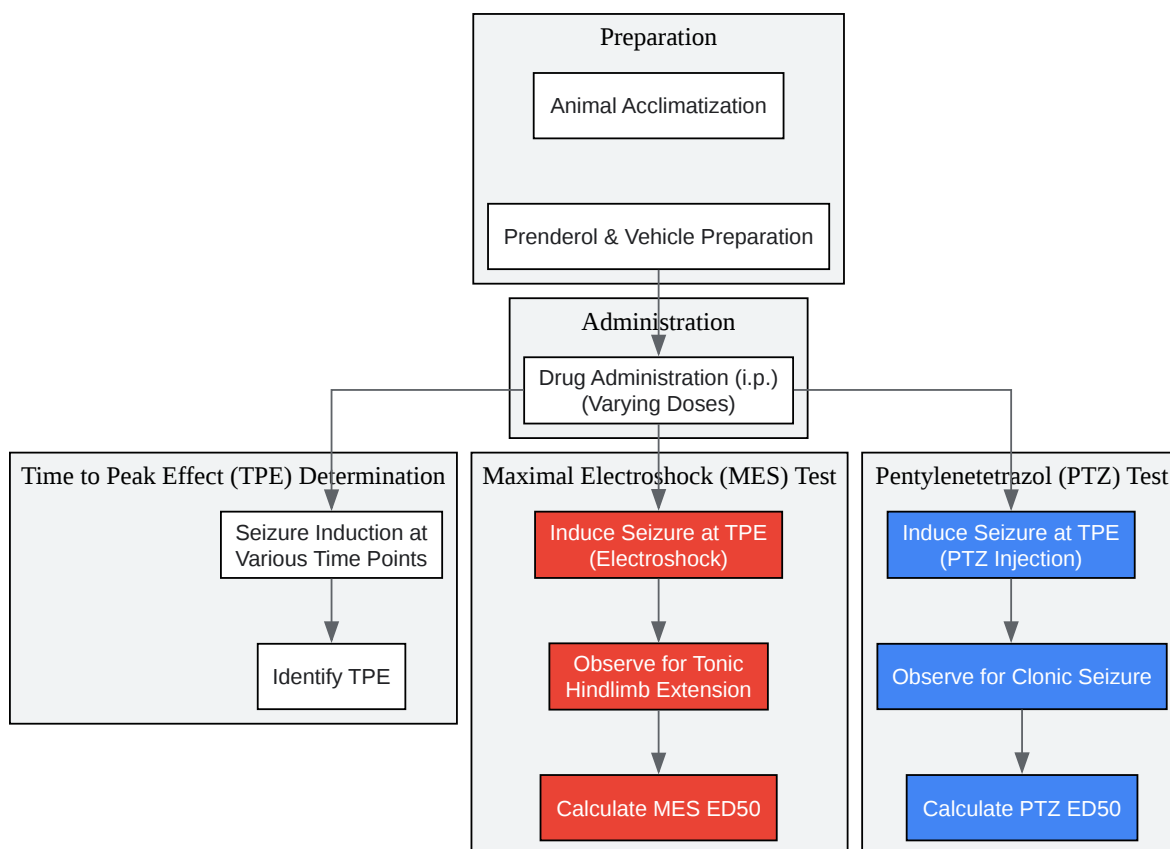 Preparation
Animal Acclimatization
Prenderol & Vehicle Preparation
Administration
Drug Administration (i.p.)
(Varying Doses)
Time to Peak Effect (TPE) Determination
Seizure Induction at
Various Time Points
Identify TPE
Maximal Electroshock (MES) Test
Induce Seizure at TPE
(Electroshock)
Observe for Tonic
Hindlimb Extension
Calculate MES ED50
Pentylenetetrazol (PTZ) Test
Induce Seizure at TPE
(PTZ Injection)
Observe for Clonic Seizure
Calculate PTZ ED50